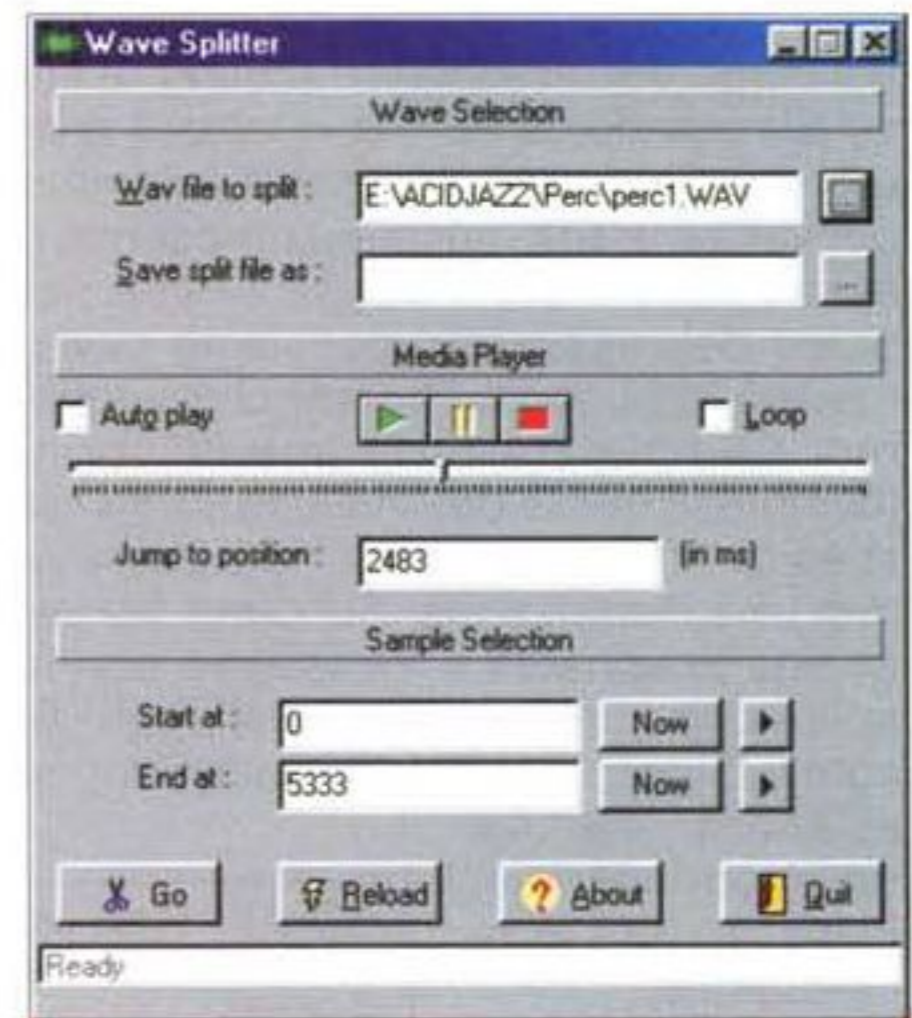 Wave Splitter
Wave Selection
Wav file to split :
E:\ACIDJAZZ\Perc\perc1.WAV
...
Save split file as :
...
Media Player
Auto play
Loop
Jump to position :
2483
(in ms)
Sample Selection
Start at :
0
Now
End at :
5333
Now
Go
Reload
About
Quit
Ready